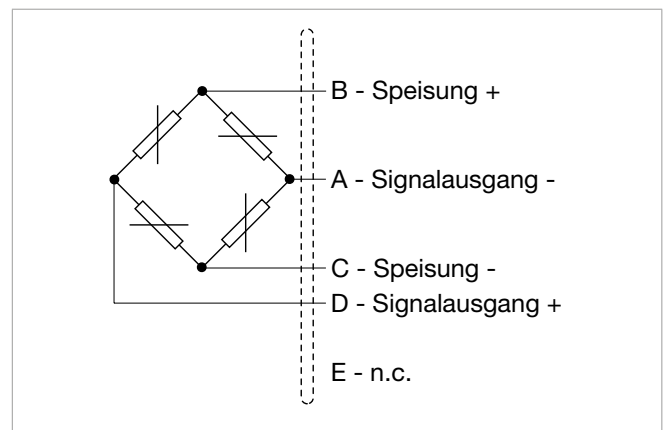 B - Speisung +
A - Signalausgang -
C - Speisung -
D - Signalausgang +
E - n.c.